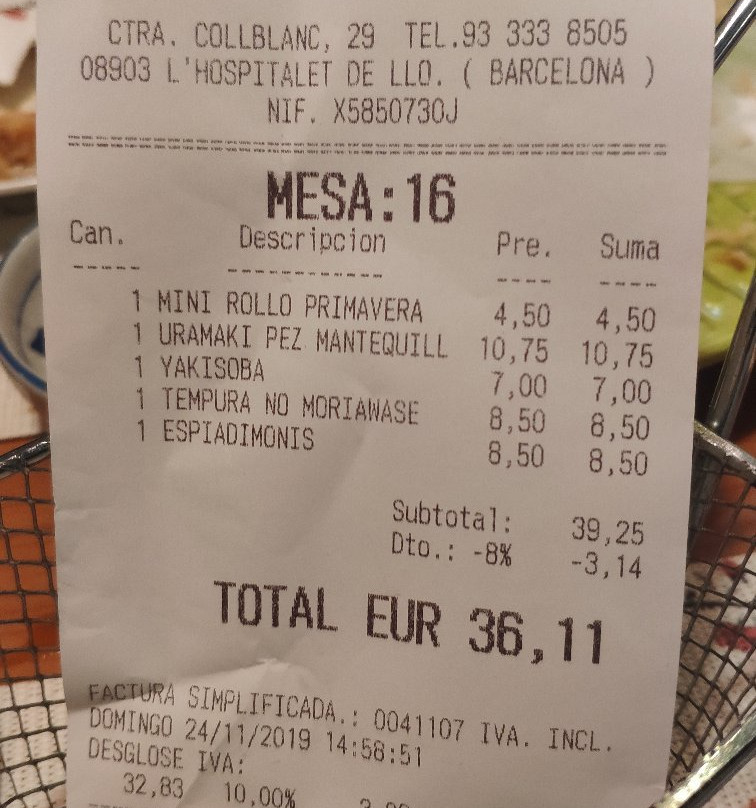 CTRA. COLLBLANC, 29 TEL.93 333 8505
08903 L'HOSPITALET DE LLO. ( BARCELONA )
NIF. X5850730J
MESA:16
Can. Descripcion Pre. Suma
1 MINI ROLLO PRIMAVERA 4,50 4,50
1 URAMAKI PEZ MANTEQUILL 10,75 10,75
1 YAKISOBA 7,00 7,00
1 TEMPURA NO MORIAWASE 8,50 8,50
1 ESPIADIMONIS 8,50 8,50
Subtotal: 39,25
Dto.: -8% -3,14
TOTAL EUR 36,11
FACTURA SIMPLIFICADA.: 0041107 IVA. INCL.
DOMINGO 24/11/2019 14:58:51
DESGLOSE IVA:
32,83 10,00%